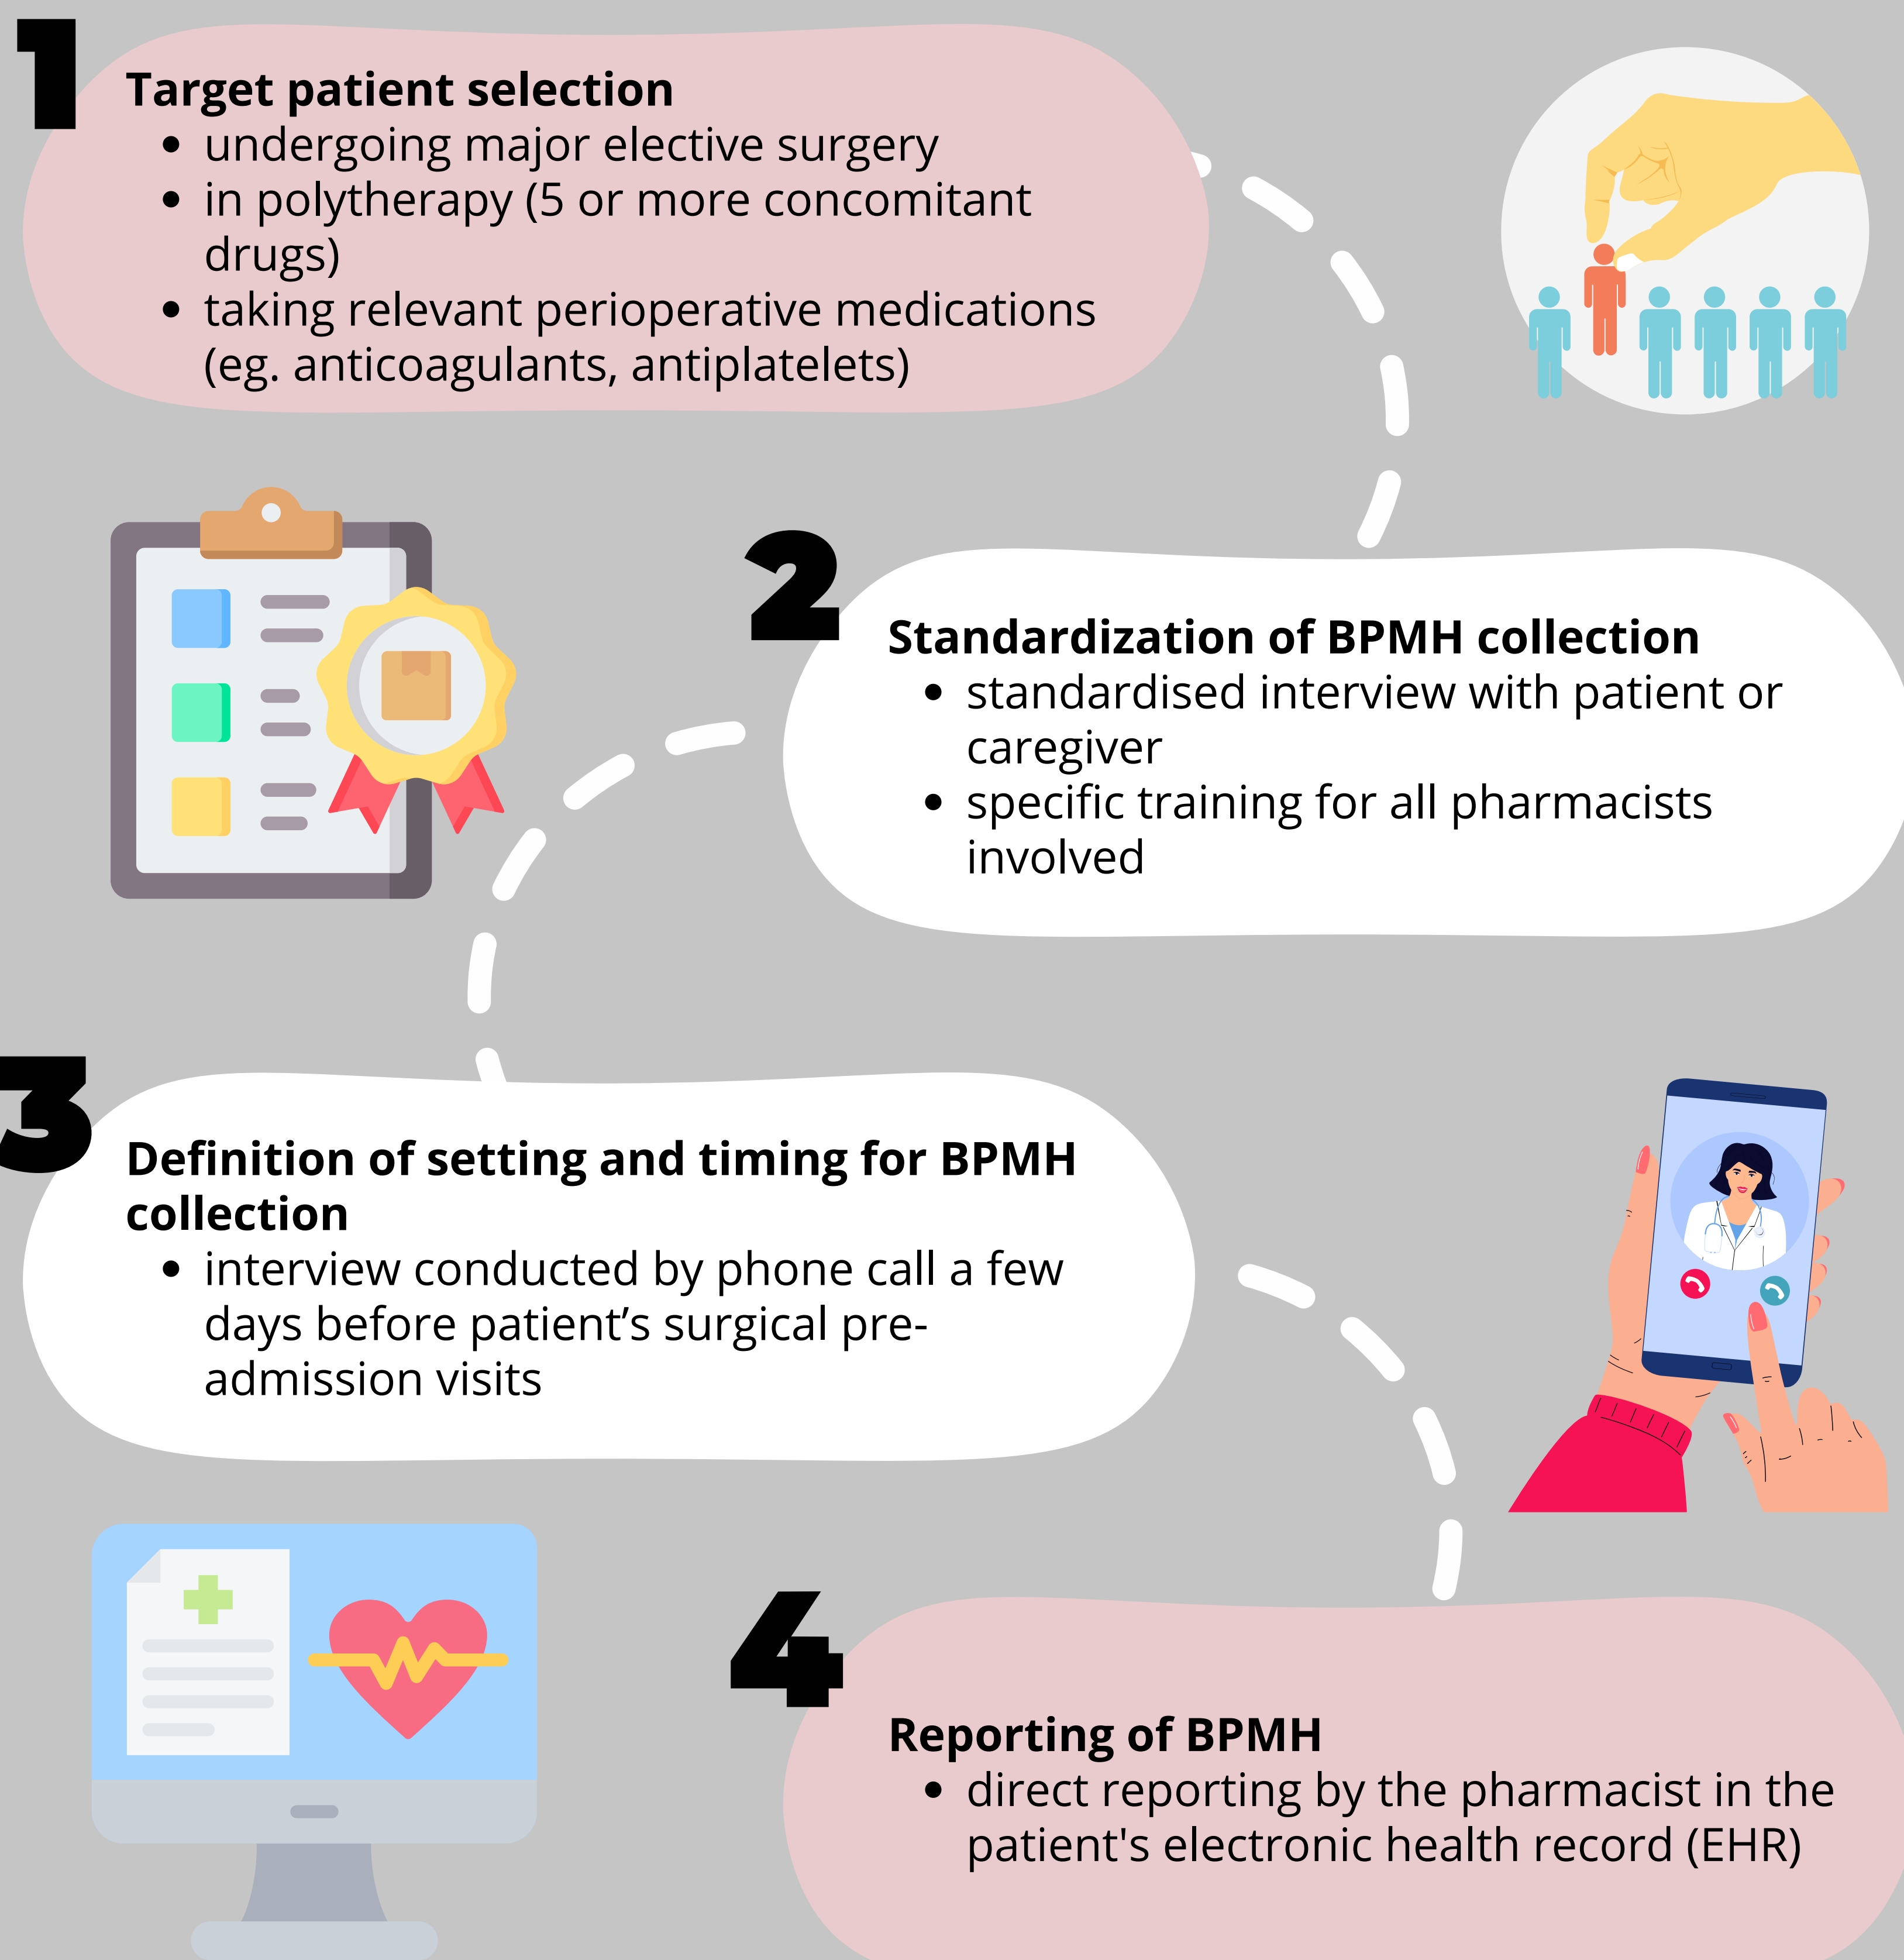 1
Target patient selection
• undergoing major elective surgery
• in polytherapy (5 or more concomitant
drugs)
• taking relevant perioperative medications
(eg. anticoagulants, antiplatelets)
2
Standardization of BPMH collection
• standardised interview with patient or
caregiver
• specific training for all pharmacists
involved
3
Definition of setting and timing for BPMH
collection
• interview conducted by phone call a few
days before patient’s surgical pre-
admission visits
4
Reporting of BPMH
• direct reporting by the pharmacist in the
patient's electronic health record (EHR)